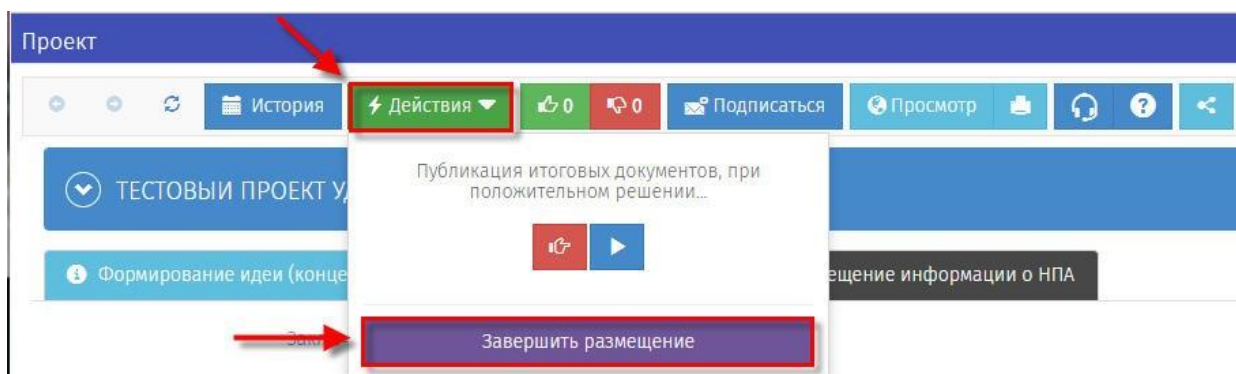 Проект
История Действия 0 0 Подписаться Просмотр
Публикация итоговых документов, при
положительном решении...
ТЕСТОВЫЙ ПРОЕКТ
Формирование идеи (конце
ещение информации о НПА
Завершить размещение